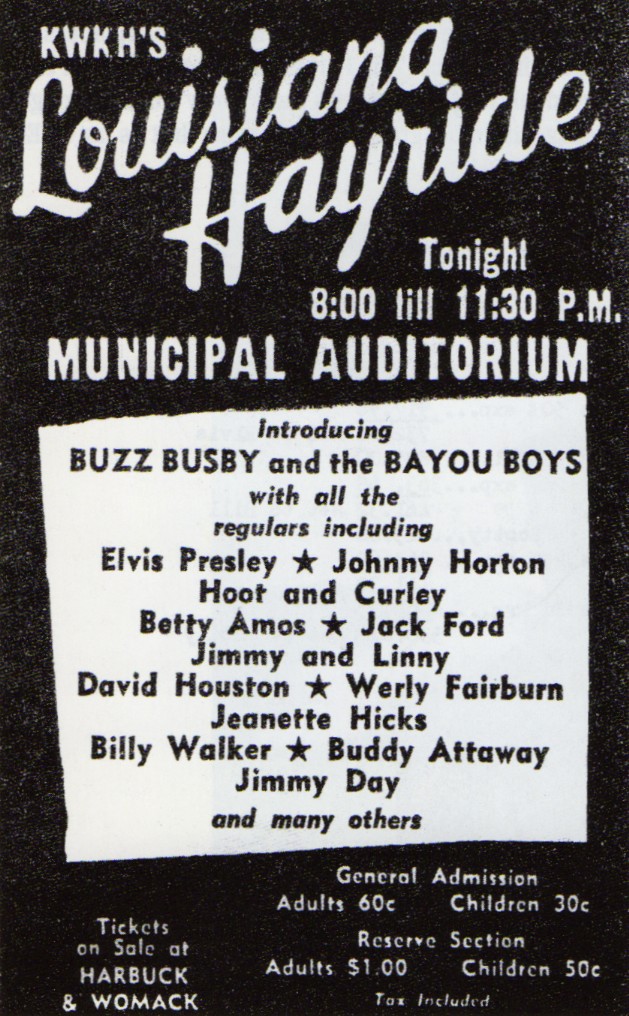 KWKH'S
Louisiana
Hayride
Tonight
8:00 till 11:30 P.M.
MUNICIPAL AUDITORIUM
Introducing
BUZZ BUSBY and the BAYOU BOYS
with all the
regulars including
Elvis Presley ★ Johnny Horton
Hoot and Curley
Betty Amos ★ Jack Ford
Jimmy and Linny
David Houston ★ Werly Fairburn
Jeanette Hicks
Billy Walker ★ Buddy Attaway
Jimmy Day
and many others
General Admission
Adults 60c Children 30c
Reserve Section
Adults $1.00 Children 50c
Tax Included
Tickets
on Sale at
HARBUCK
& WOMACK